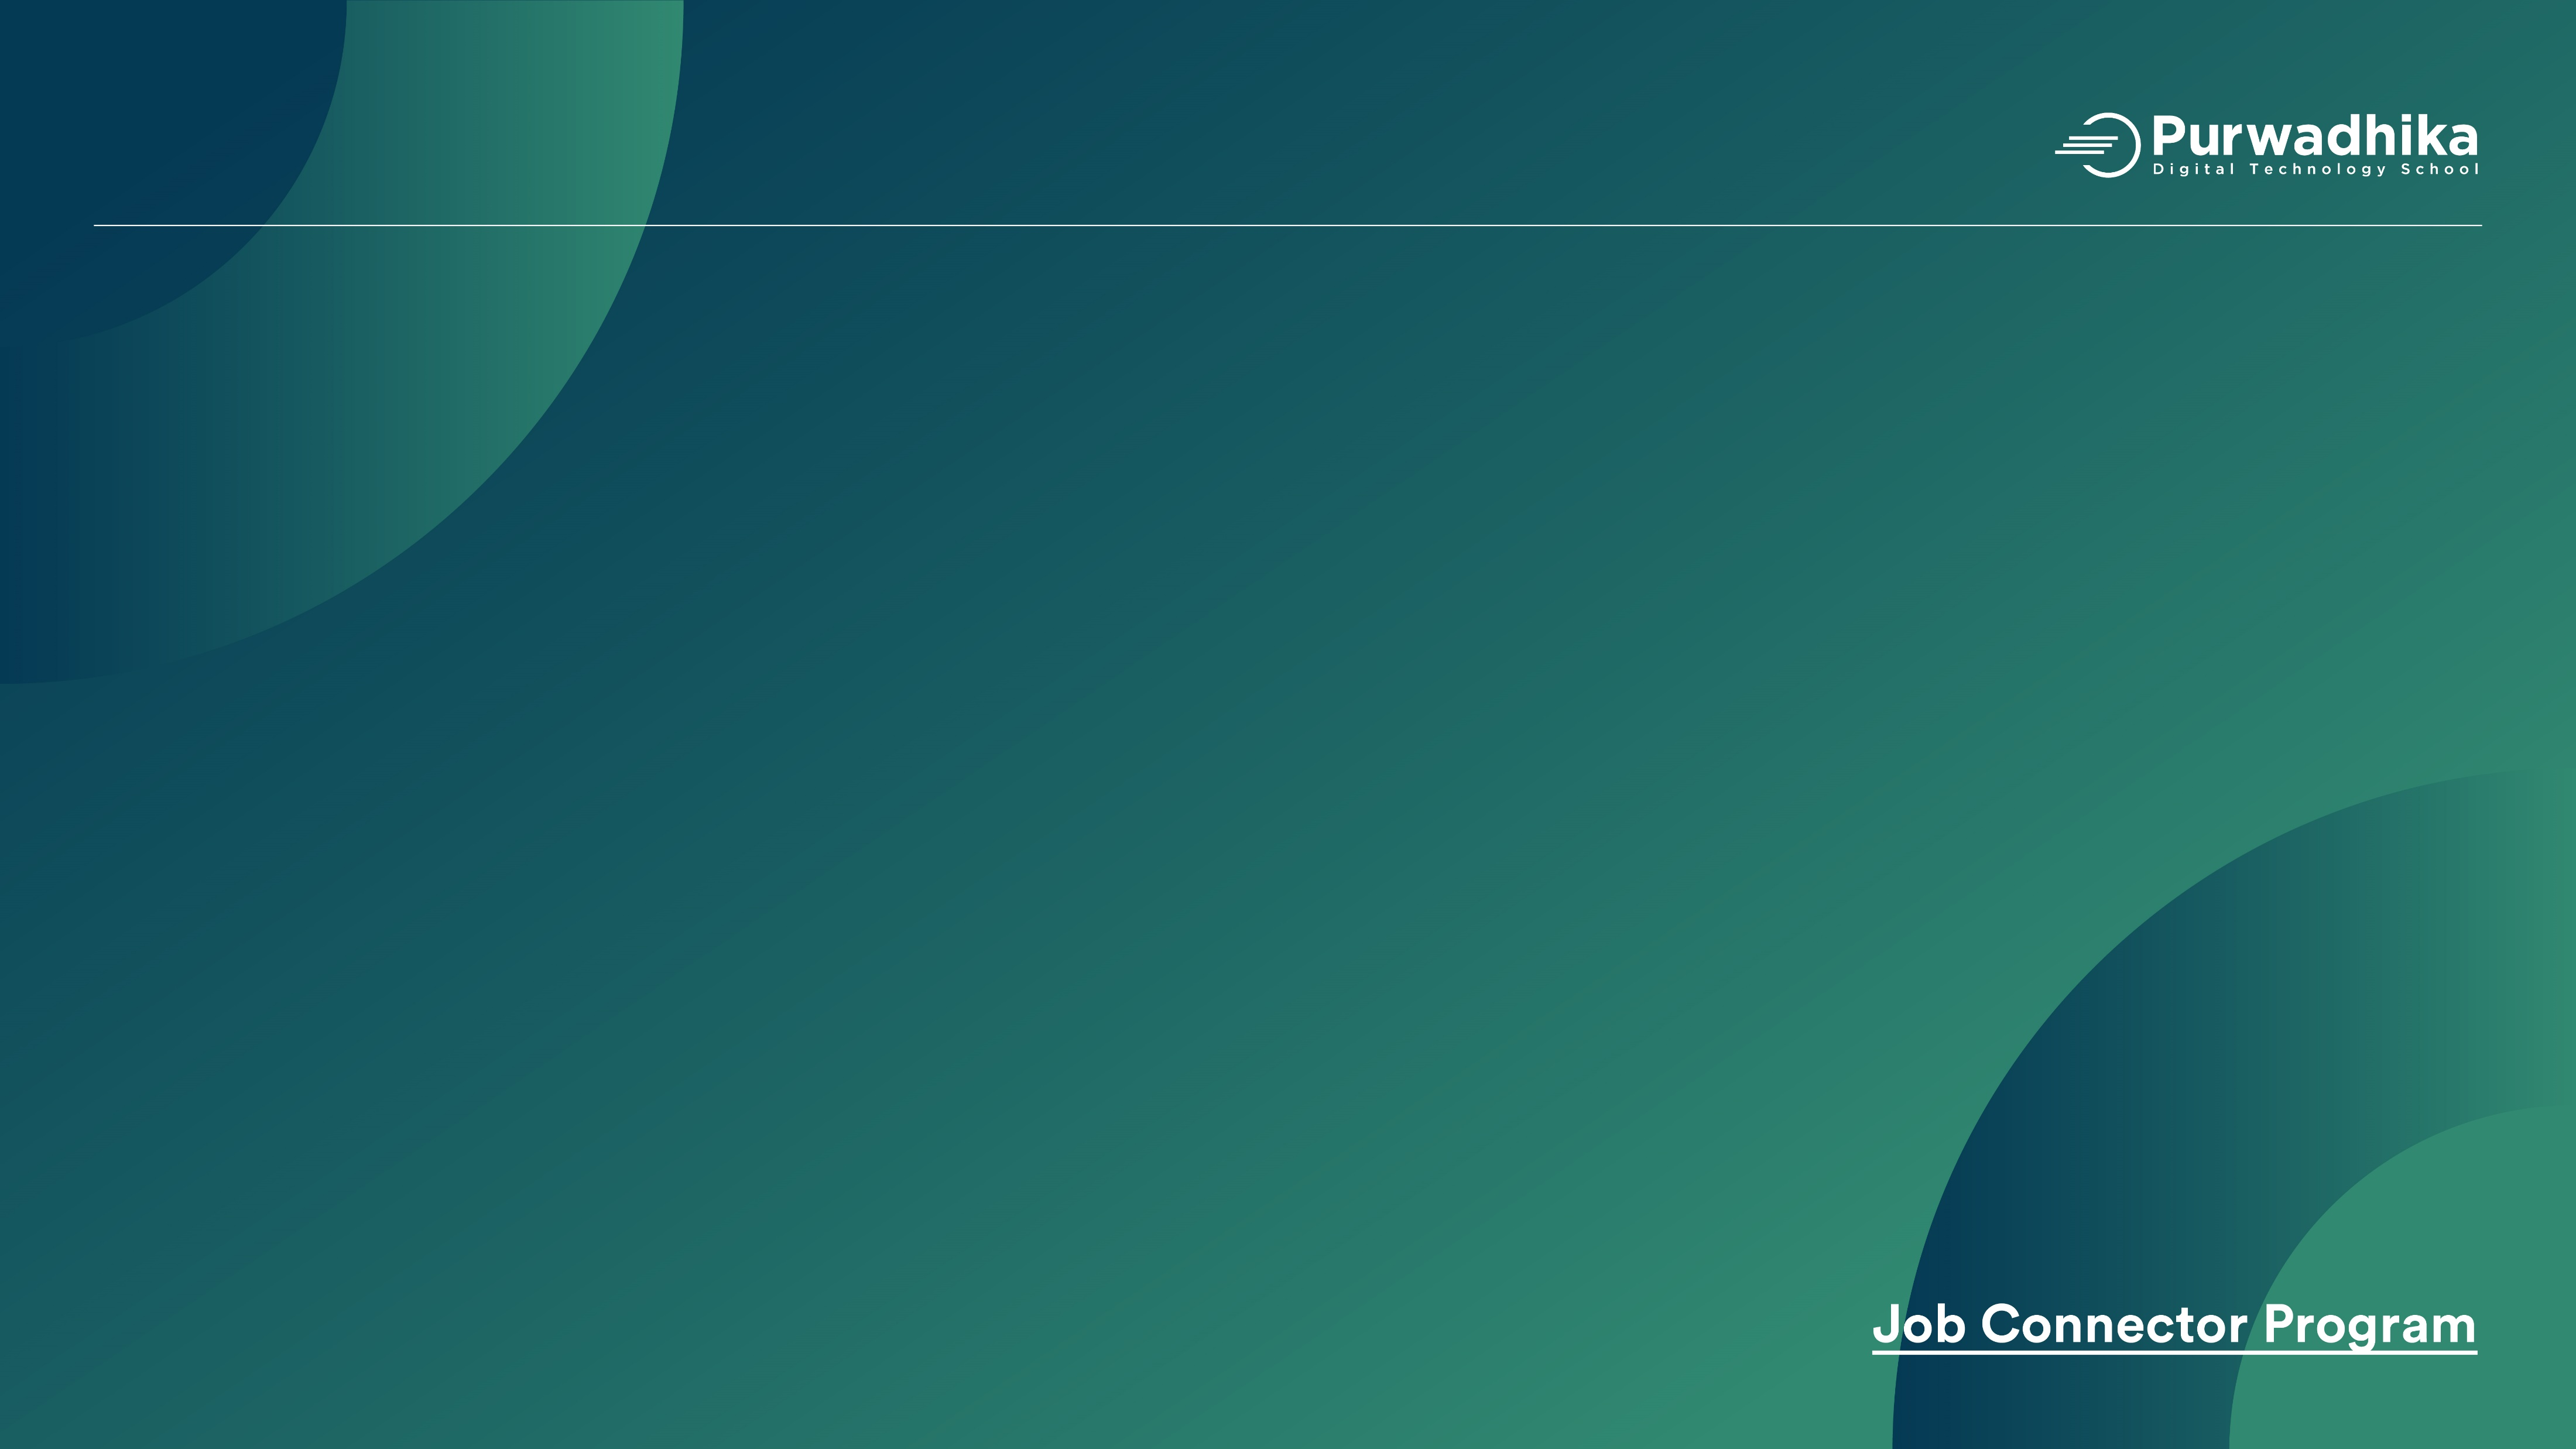 Purwadhika
Digital Technology School
Job Connector Program